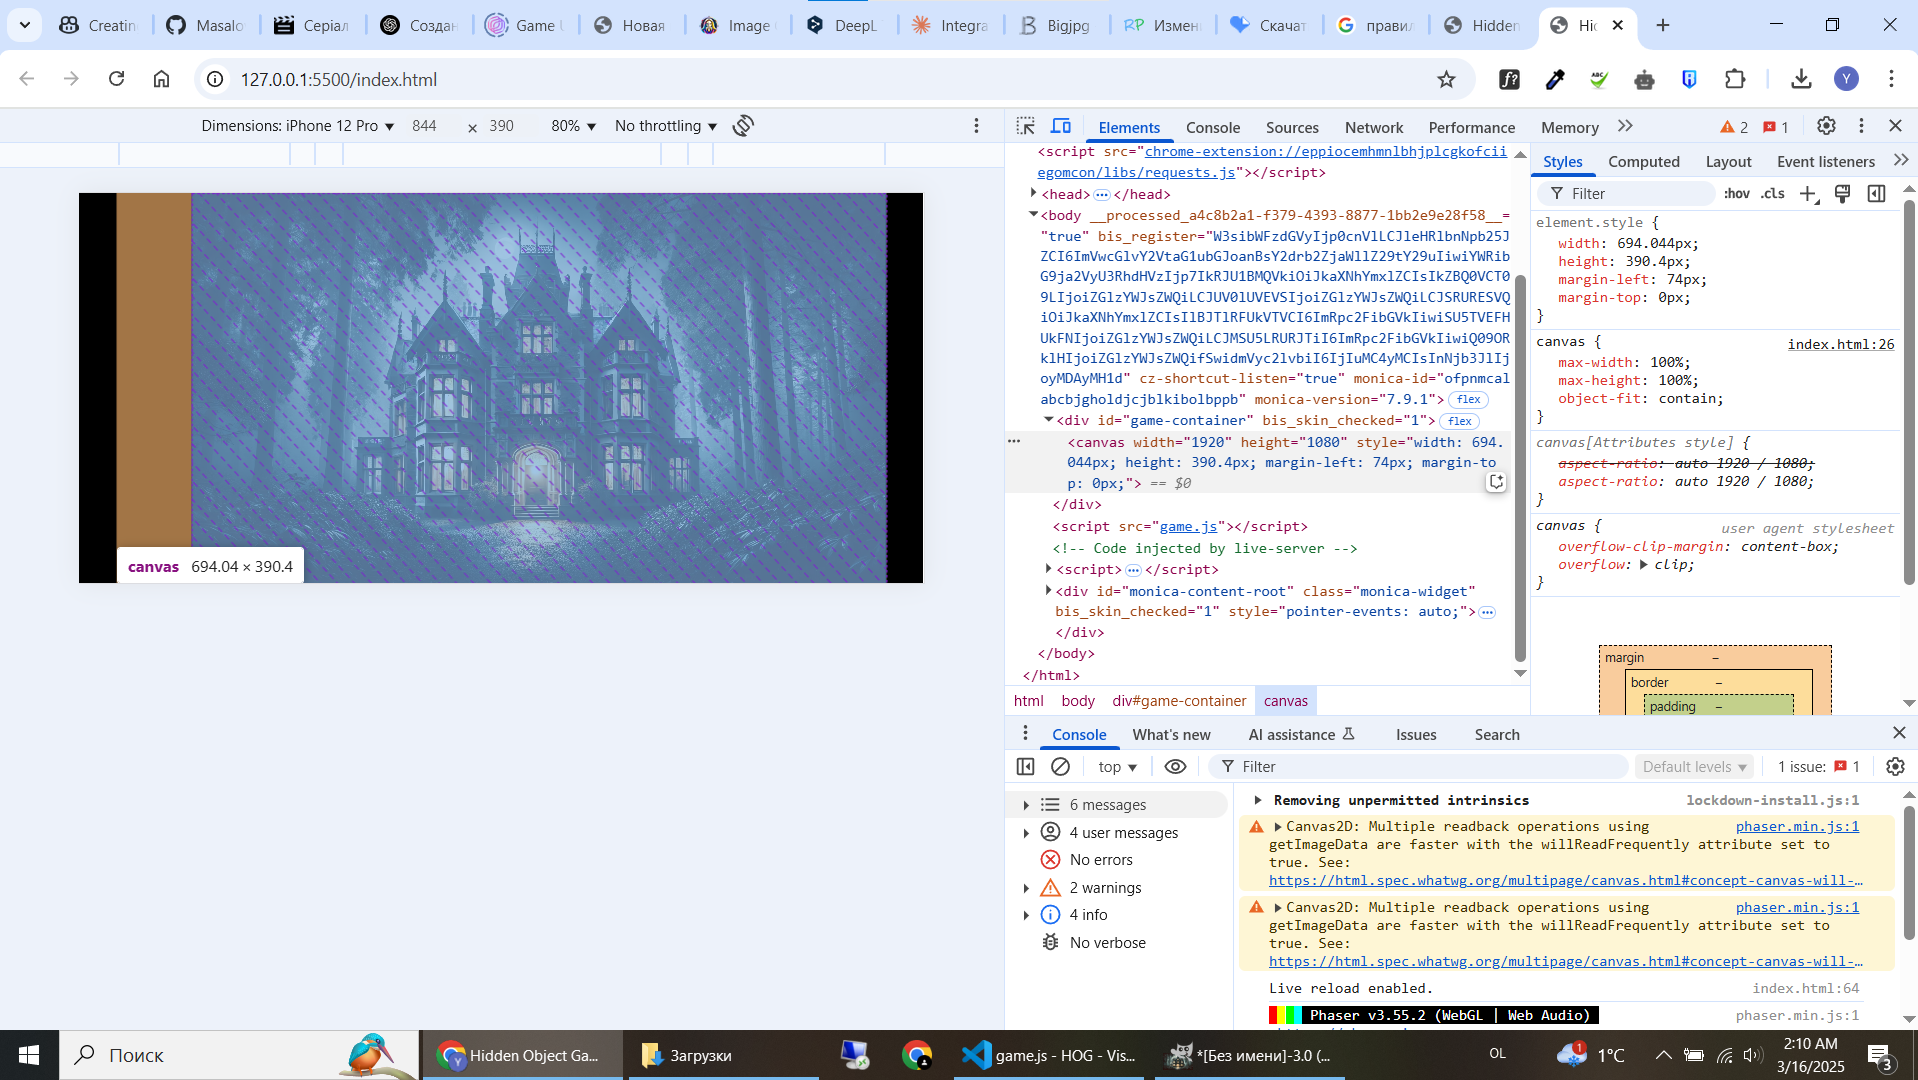 Creatin
Masalo
Серіал
Создан
Game U
Новая
Image
DeepL
Integra
Bigjpg
Измен
Скачат
правил
Hidden
Hid
127.0.0.1:5500/index.html
Dimensions: iPhone 12 Pro ▼ 844 × 390 80% ▼ No throttling ▼
canvas 694.04 × 390.4
Elements Console Sources Network Performance Memory 2 1
<script src="chrome-extension://eppiocemhmnlbhjplcgkofcii
egomcon/libs/requests.js"></script>
<head> ⋯ </head>
<body __processed_a4c8b2a1-f379-4393-8877-1bb2e9e28f58__=
"true" bis_register="W3sibWFzdGVyIjp0cnVlLCJleHRlbnNpb25J
ZCI6ImVwcGlvY2VtaG1ubGJoanBsY2drb2ZjaWllZ29tY29uIiwiYWRib
G9ja2VyU3RhdHVzIjp7IkRJU1BMQVkiOiJkaXNhYmxlZCIsIkZBQ0VCT0
9LIjoiZGlzYWJsZWQiLCJUV0lUVEVSIjoiZGlzYWJsZWQiLCJSRURESVQ
iOiJkaXNhYmxlZCIsIlBJTlRFUkVTVCI6ImRpc2FibGVkIiwiSU5TVEFH
UkFNIjoiZGlzYWJsZWQiLCJMSU5LRURJTiI6ImRpc2FibGVkIiwiQ09OR
klHIjoiZGlzYWJsZWQifSwidmVyc2lvbiI6IjIuMC4yMCIsInNjb3JlIj
oyMDAyMH1d" cz-shortcut-listen="true" monica-id="ofpnmcal
abcbjgholdjcjblkibolbppb" monica-version="7.9.1"> flex
<div id="game-container" bis_skin_checked="1"> flex
<canvas width="1920" height="1080" style="width: 694.
044px; height: 390.4px; margin-left: 74px; margin-to
p: 0px;"> == $0
</div>
<script src="game.js"></script>
<!-- Code injected by live-server -->
<script> ⋯ </script>
<div id="monica-content-root" class="monica-widget"
bis_skin_checked="1" style="pointer-events: auto;"> ⋯
</div>
</body>
</html>
html body div#game-container canvas
Styles Computed Layout Event listeners
Filter :hov .cls
element.style {
width: 694.044px;
height: 390.4px;
margin-left: 74px;
margin-top: 0px;
}
canvas { index.html:26
max-width: 100%;
max-height: 100%;
object-fit: contain;
}
canvas[Attributes style] {
aspect-ratio: auto 1920 / 1080;
aspect-ratio: auto 1920 / 1080;
}
canvas { user agent stylesheet
overflow-clip-margin: content-box;
overflow: ▶ clip;
}
margin –
border –
padding –
Console What's new AI assistance Issues Search
top ▼ Filter Default levels ▼ 1 issue: 1
6 messages
4 user messages
No errors
2 warnings
4 info
No verbose
Removing unpermitted intrinsics lockdown-install.js:1
Canvas2D: Multiple readback operations using phaser.min.js:1
getImageData are faster with the willReadFrequently attribute set to
true. See:
https://html.spec.whatwg.org/multipage/canvas.html#concept-canvas-will-…
Canvas2D: Multiple readback operations using phaser.min.js:1
getImageData are faster with the willReadFrequently attribute set to
true. See:
https://html.spec.whatwg.org/multipage/canvas.html#concept-canvas-will-…
Live reload enabled. index.html:64
Phaser v3.55.2 (WebGL | Web Audio) phaser.min.js:1
Поиск
Hidden Object Ga...
Загрузки
game.js - HOG - Vis...
*[Без имени]-3.0 (...
OL
1
1°C
2:10 AM
3/16/2025
3